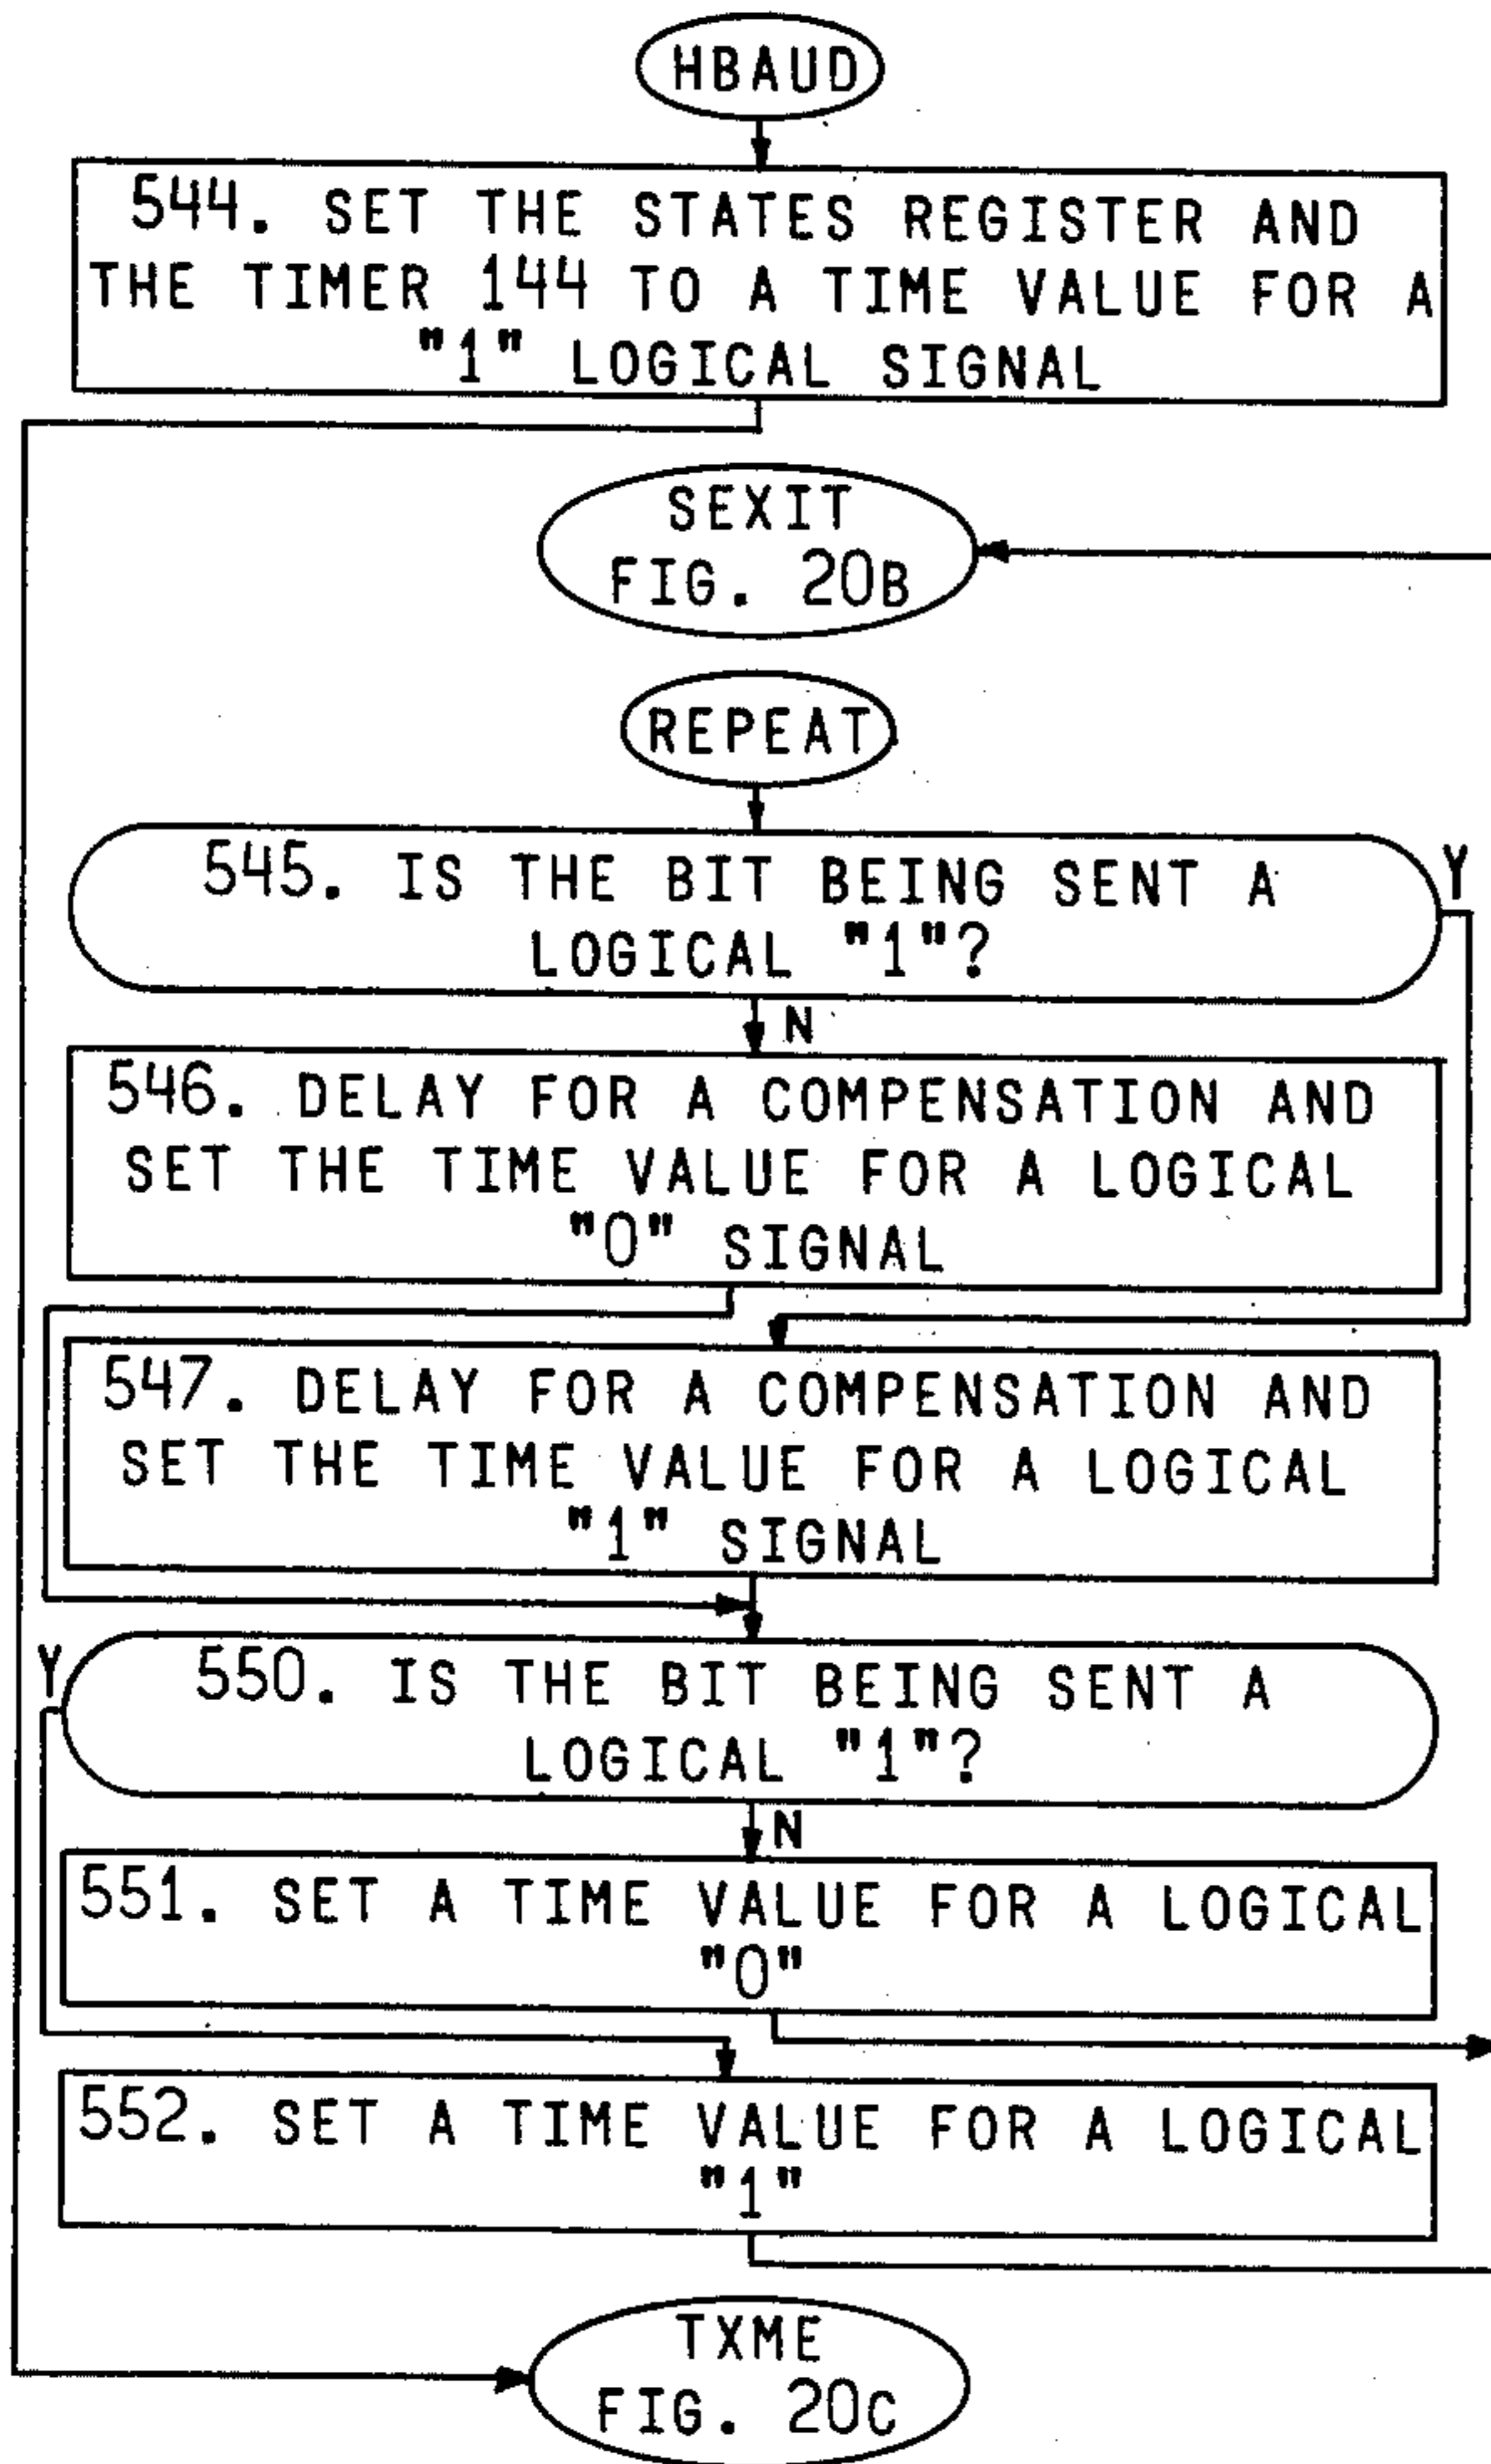 HBAUD
544. SET THE STATES REGISTER AND
THE TIMER 144 TO A TIME VALUE FOR A
"1" LOGICAL SIGNAL
SEXIT
FIG. 20B
REPEAT
545. IS THE BIT BEING SENT A
LOGICAL "1"?
Y
N
546. DELAY FOR A COMPENSATION AND
SET THE TIME VALUE FOR A LOGICAL
"0" SIGNAL
547. DELAY FOR A COMPENSATION AND
SET THE TIME VALUE FOR A LOGICAL
"1" SIGNAL
Y
550. IS THE BIT BEING SENT A
LOGICAL "1"?
N
551. SET A TIME VALUE FOR A LOGICAL
"0"
552. SET A TIME VALUE FOR A LOGICAL
"1"
TXME
FIG. 20C